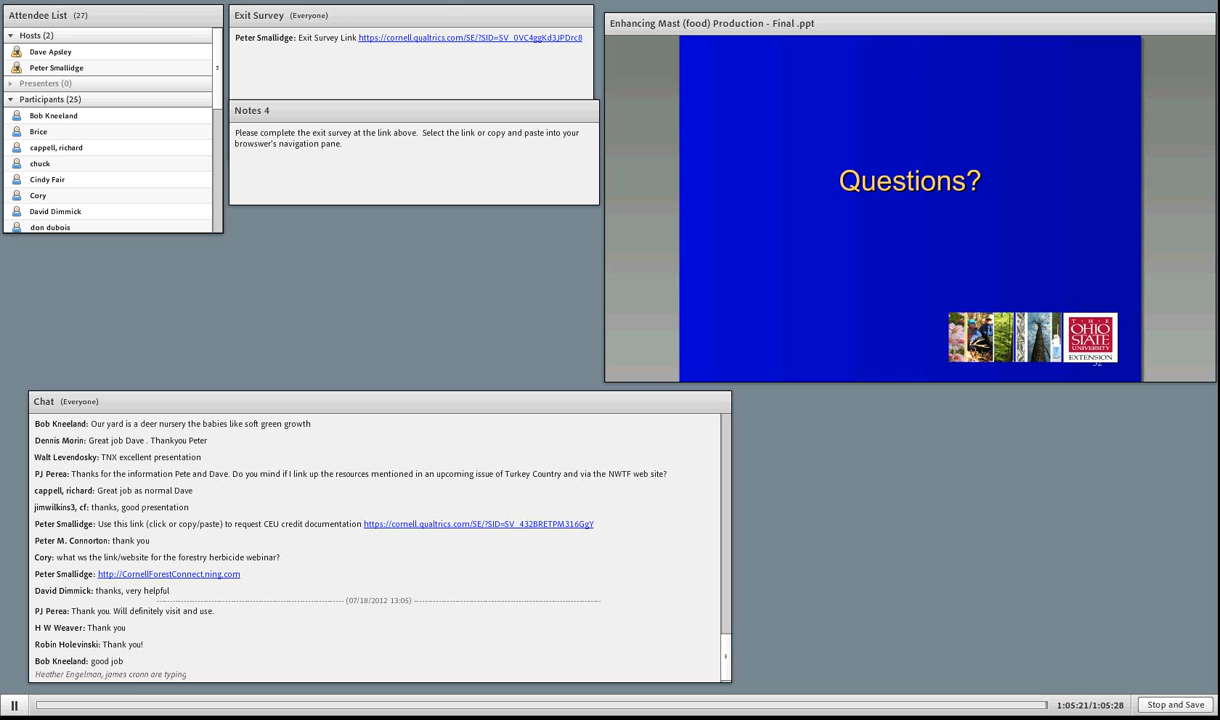 Attendee List (27)
Hosts (2)
Dave Apsley
Peter Smallidge
Presenters (0)
Participants (25)
Bob Kneeland
Brice
cappell, richard
chuck
Cindy Fair
Cory
David Dimmick
don dubois
Exit Survey (Everyone)
Peter Smallidge: Exit Survey Link https://cornell.qualtrics.com/SE/?SID=SV_0VC4ggKd3JPDrc8
Notes 4
Please complete the exit survey at the link above. Select the link or copy and paste into your
browswer's navigation pane.
Enhancing Mast (food) Production - Final .ppt
Questions?
T·H·E
OHIO
STATE
UNIVERSITY
EXTENSION
52
Chat (Everyone)
Bob Kneeland: Our yard is a deer nursery the babies like soft green growth
Dennis Morin: Great job Dave . Thankyou Peter
Walt Levendosky: TNX excellent presentation
PJ Perea: Thanks for the information Pete and Dave. Do you mind if I link up the resources mentioned in an upcoming issue of Turkey Country and via the NWTF web site?
cappell, richard: Great job as normal Dave
jimwilkins3, cf: thanks, good presentation
Peter Smallidge: Use this link (click or copy/paste) to request CEU credit documentation https://cornell.qualtrics.com/SE/?SID=SV_432BRETPM316GgY
Peter M. Connorton: thank you
Cory: what ws the link/website for the forestry herbicide webinar?
Peter Smallidge: http://CornellForestConnect.ning.com
David Dimmick: thanks, very helpful
(07/18/2012 13:05)
PJ Perea: Thank you. Will definitely visit and use.
H W Weaver: Thank you
Robin Holevinski: Thank you!
Bob Kneeland: good job
Heather Engelman, james cronn are typing
1:05:21/1:05:28
Stop and Save